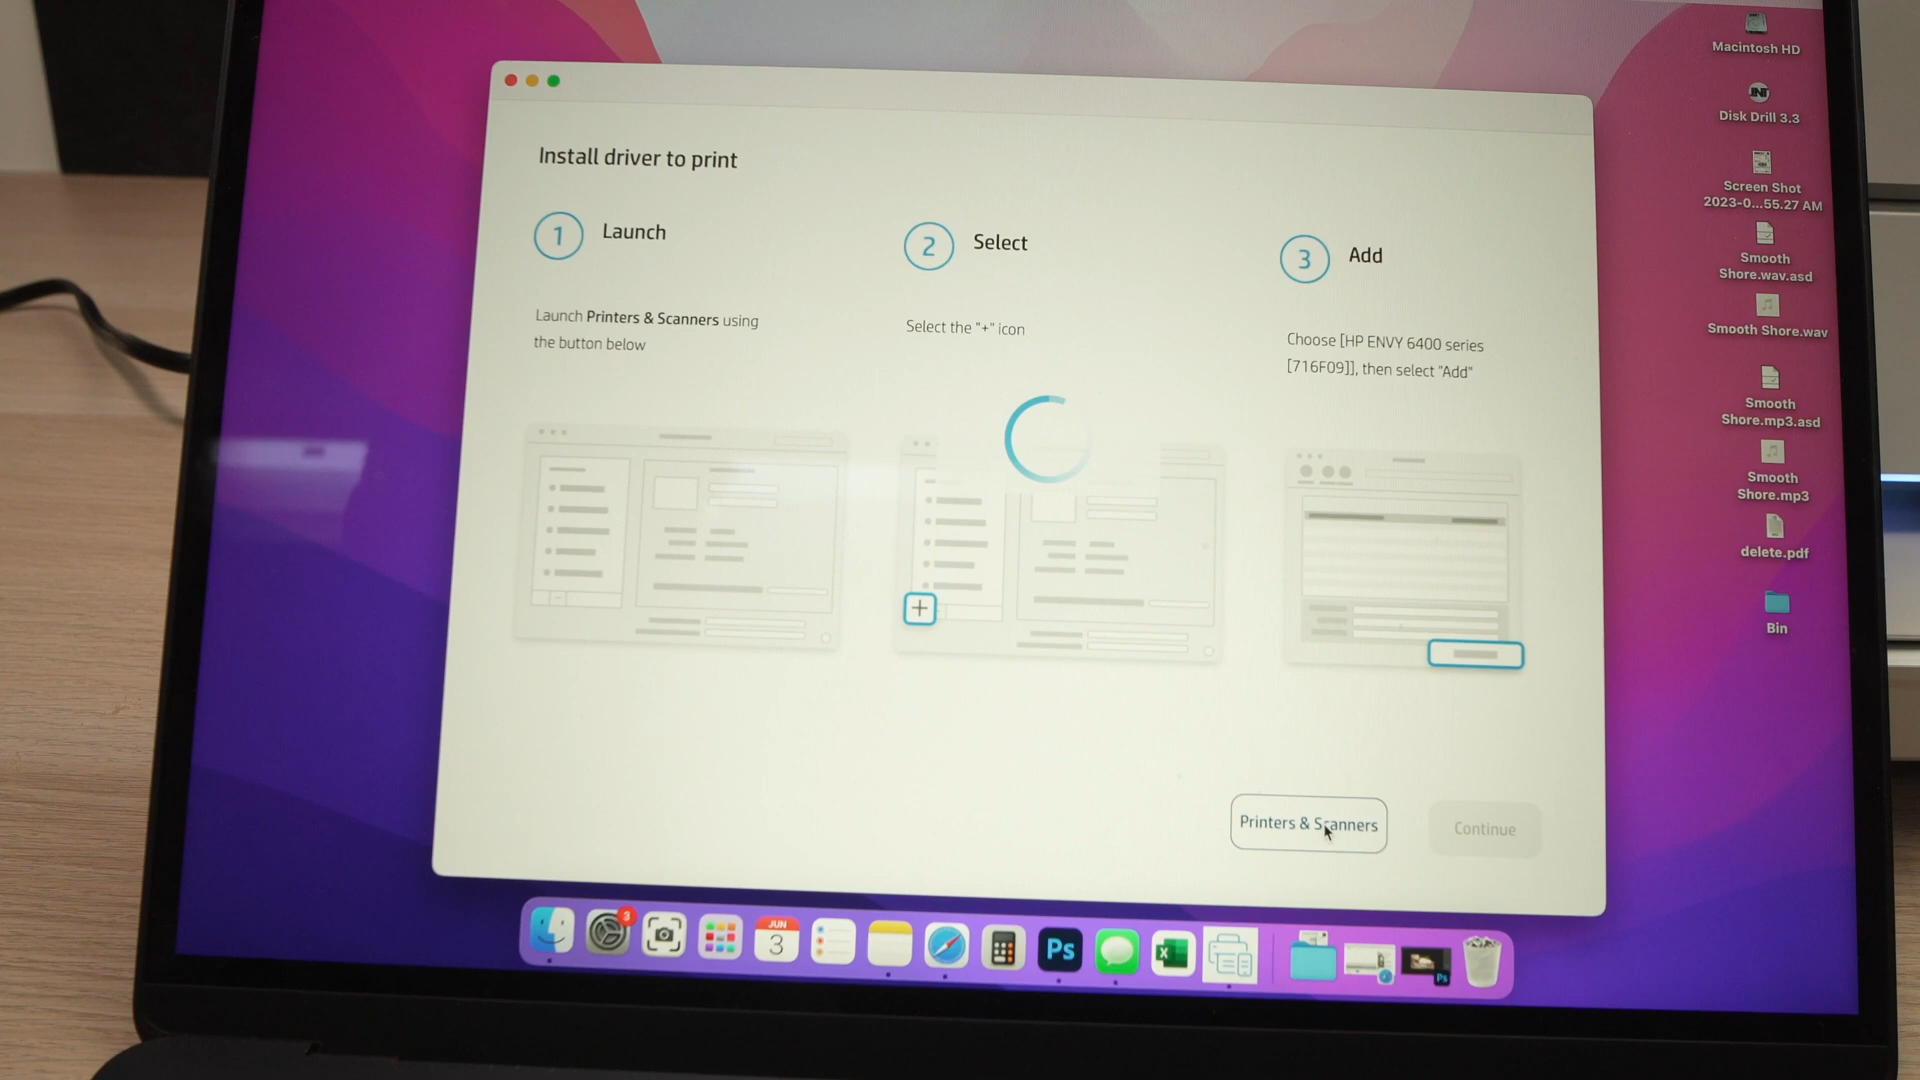 Install driver to print
1 Launch
Launch Printers & Scanners using
the button below
2 Select
Select the "+" icon
3 Add
Choose [HP ENVY 6400 series
[716F09]], then select "Add"
+
Printers & Scanners
Continue
Macintosh HD
Disk Drill 3.3
Screen Shot
2023-0...55.27 AM
Smooth
Shore.wav.asd
Smooth Shore.wav
Smooth
Shore.mp3.asd
Smooth
Shore.mp3
delete.pdf
Bin
3
JUN
3
Ps
X
Ps